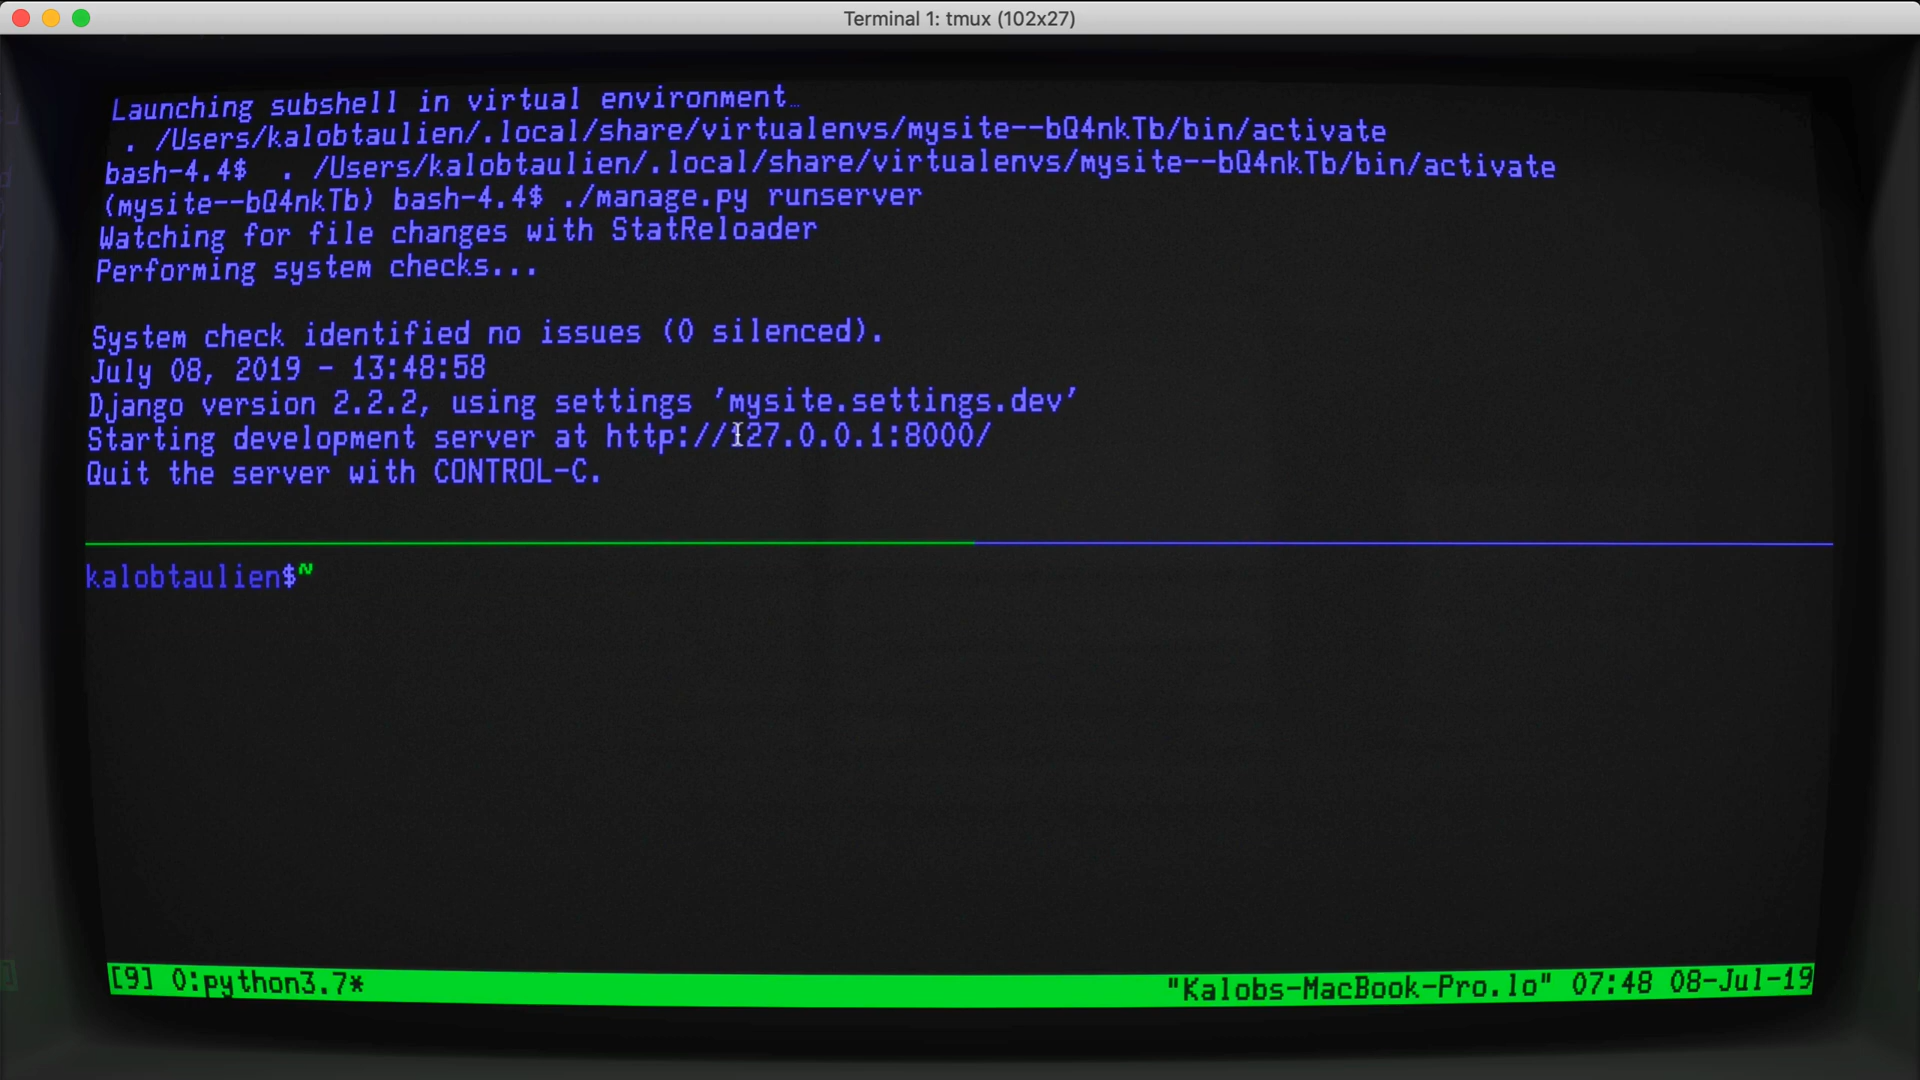 Terminal 1: tmux (102x27)
Launching subshell in virtual environment…
. /Users/kalobtaulien/.local/share/virtualenvs/mysite--bQ4nkTb/bin/activate
bash-4.4$  . /Users/kalobtaulien/.local/share/virtualenvs/mysite--bQ4nkTb/bin/activate
(mysite--bQ4nkTb) bash-4.4$ ./manage.py runserver
Watching for file changes with StatReloader
Performing system checks...
System check identified no issues (0 silenced).
July 08, 2019 - 13:48:58
Django version 2.2.2, using settings 'mysite.settings.dev'
Starting development server at http://127.0.0.1:8000/
Quit the server with CONTROL-C.
kalobtaulien$~
[9] 0:python3.7* "Kalobs-MacBook-Pro.lo" 07:48 08-Jul-19